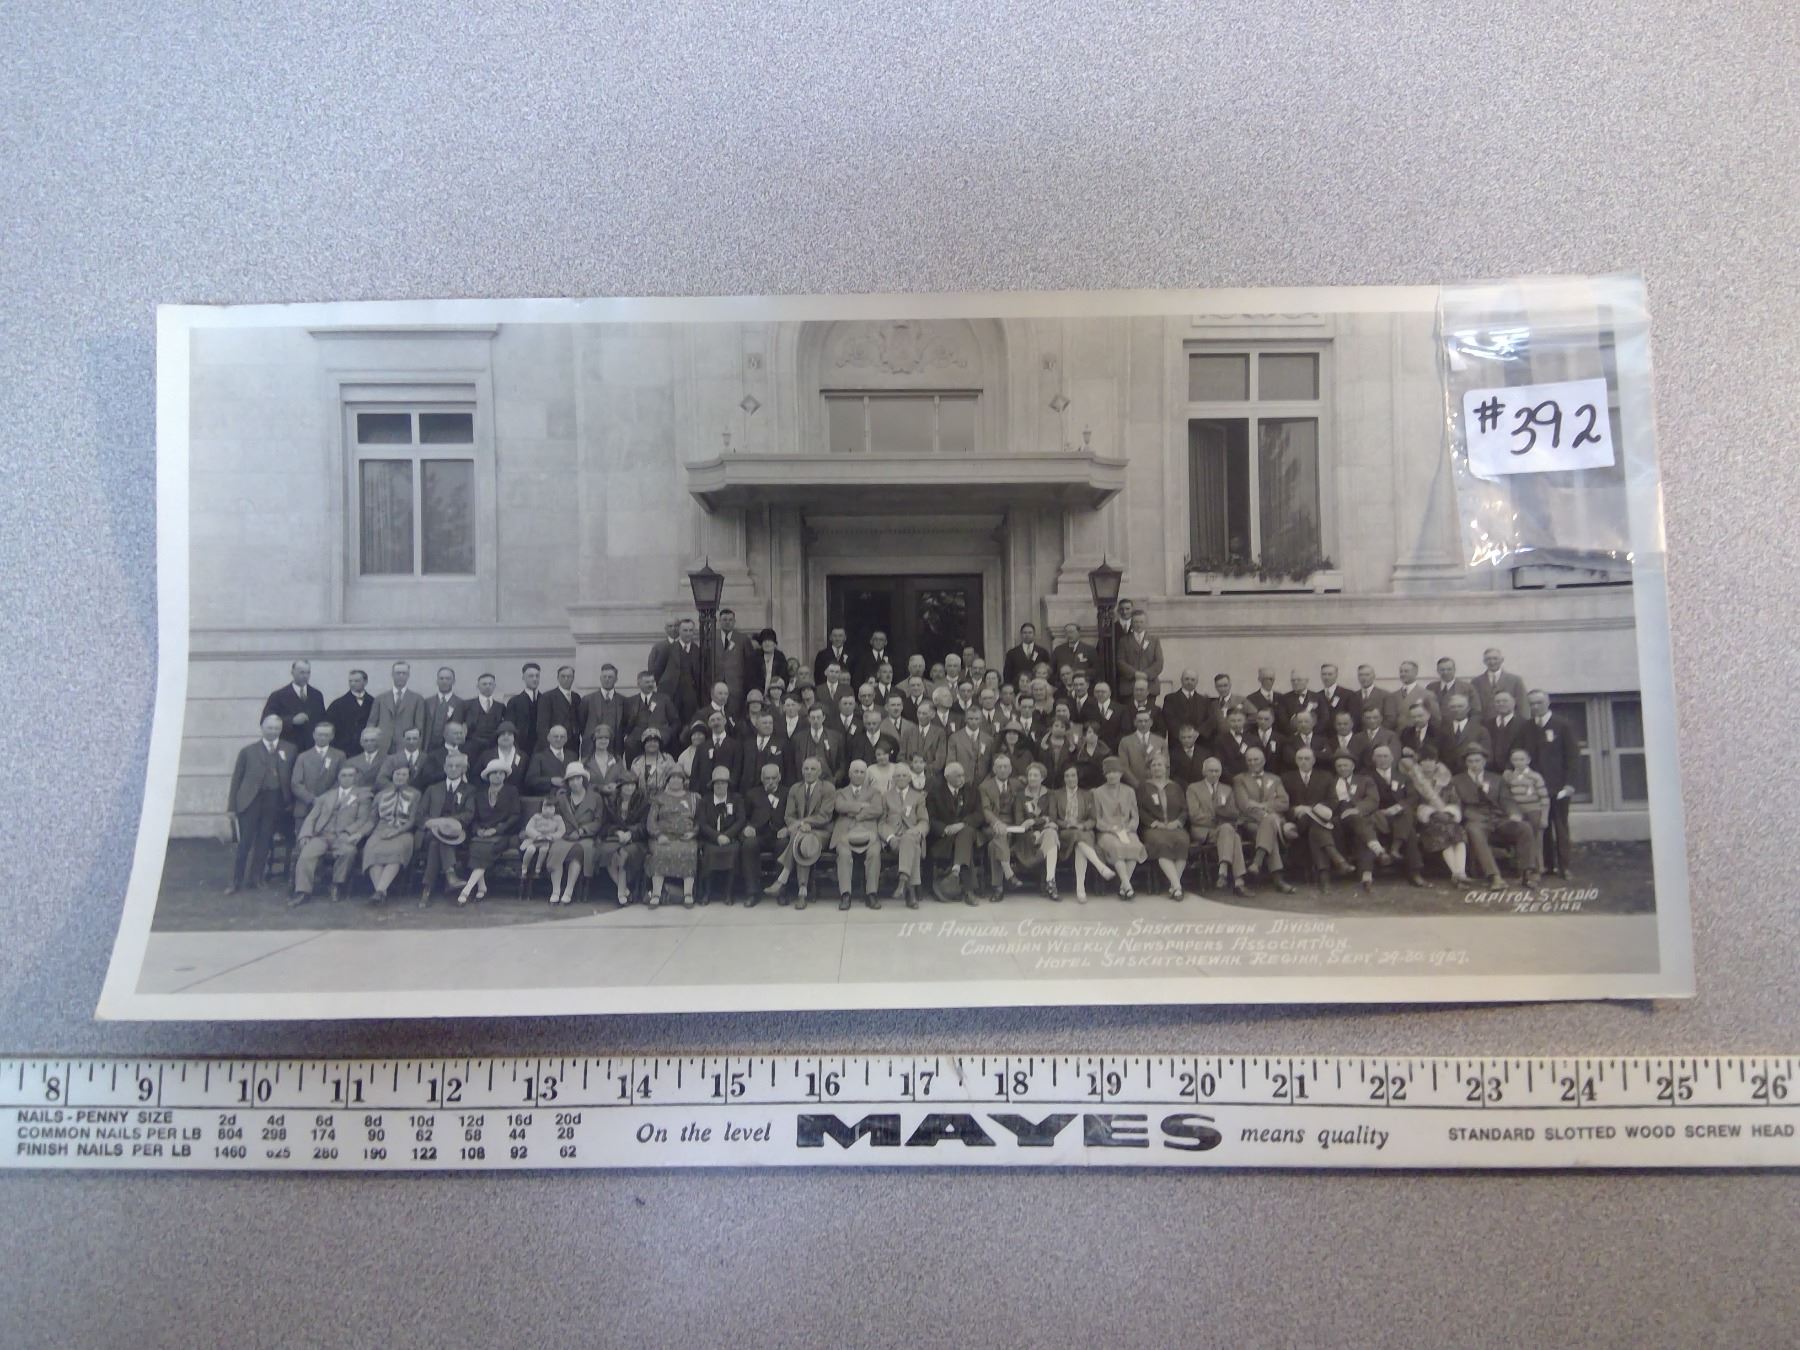 #392
CAPITOL STUDIO
REGINA
11TH ANNUAL CONVENTION, SASKATCHEWAN DIVISION,
CANADIAN WEEKLY NEWSPAPERS ASSOCIATION.
HOTEL SASKATCHEWAN, REGINA, SEPT' 29-30, 1927.
8 9 10 11 12 13 14 15 16 17 18 19 20 21 22 23 24 25 26
NAILS - PENNY SIZE 2d 4d 6d 8d 10d 12d 16d 20d
COMMON NAILS PER LB 804 298 174 90 62 58 44 28
FINISH NAILS PER LB 1460 625 280 190 122 108 92 62
On the level MAYES means quality
STANDARD SLOTTED WOOD SCREW HEAD